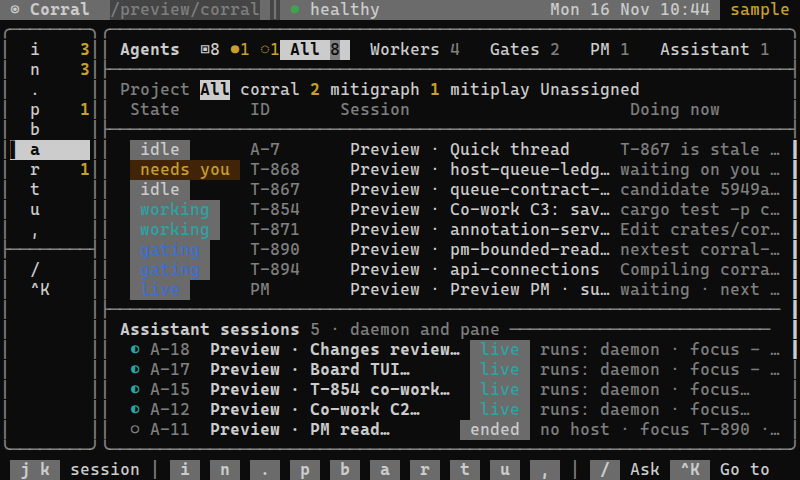 ⊙ Corral /preview/corral │ ● healthy Mon 16 Nov 10:44 sample
i 3
n 3
.
p 1
b
a
r 1
t
u
,
/
^K
Agents ▣8 ●1 ◌1 All 8 Workers 4 Gates 2 PM 1 Assistant 1
Project All corral 2 mitigraph 1 mitiplay Unassigned
State ID Session Doing now
idle A-7 Preview · Quick thread T-867 is stale …
needs you T-868 Preview · host-queue-ledg… waiting on you …
idle T-867 Preview · queue-contract-… candidate 5949a…
working T-854 Preview · Co-work C3: sav… cargo test -p c…
working T-871 Preview · annotation-serv… Edit crates/cor…
gating T-890 Preview · pm-bounded-read… nextest corral-…
gating T-894 Preview · api-connections Compiling corra…
live PM Preview · Preview PM · su… waiting · next …
Assistant sessions 5 · daemon and pane
◐ A-18 Preview · Changes review… live runs: daemon · focus - …
◐ A-17 Preview · Board TUI… live runs: daemon · focus - …
◐ A-15 Preview · T-854 co-work… live runs: daemon · focus…
◐ A-12 Preview · Co-work C2… live runs: daemon · focus…
○ A-11 Preview · PM read… ended no host · focus T-890 ·…
j k session │ i n . p b a r t u , │ / Ask ^K Go to